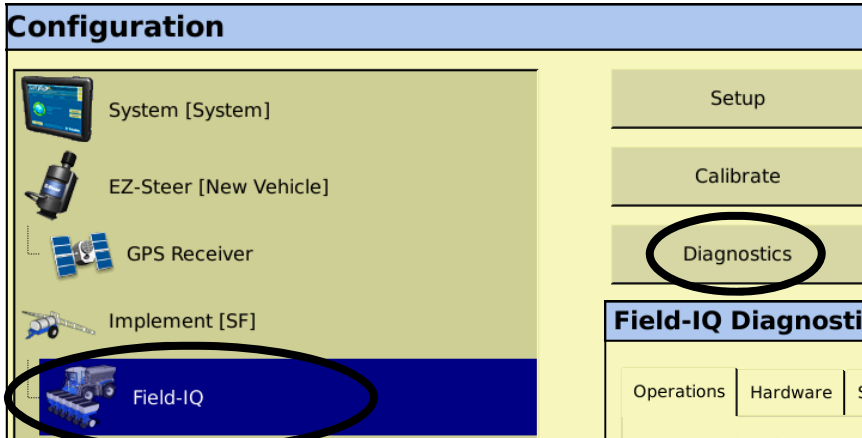 Configuration
System [System]
EZ-Steer [New Vehicle]
GPS Receiver
Implement [SF]
Field-IQ
Setup
Calibrate
Diagnostics
Field-IQ Diagnosti
Operations Hardware S